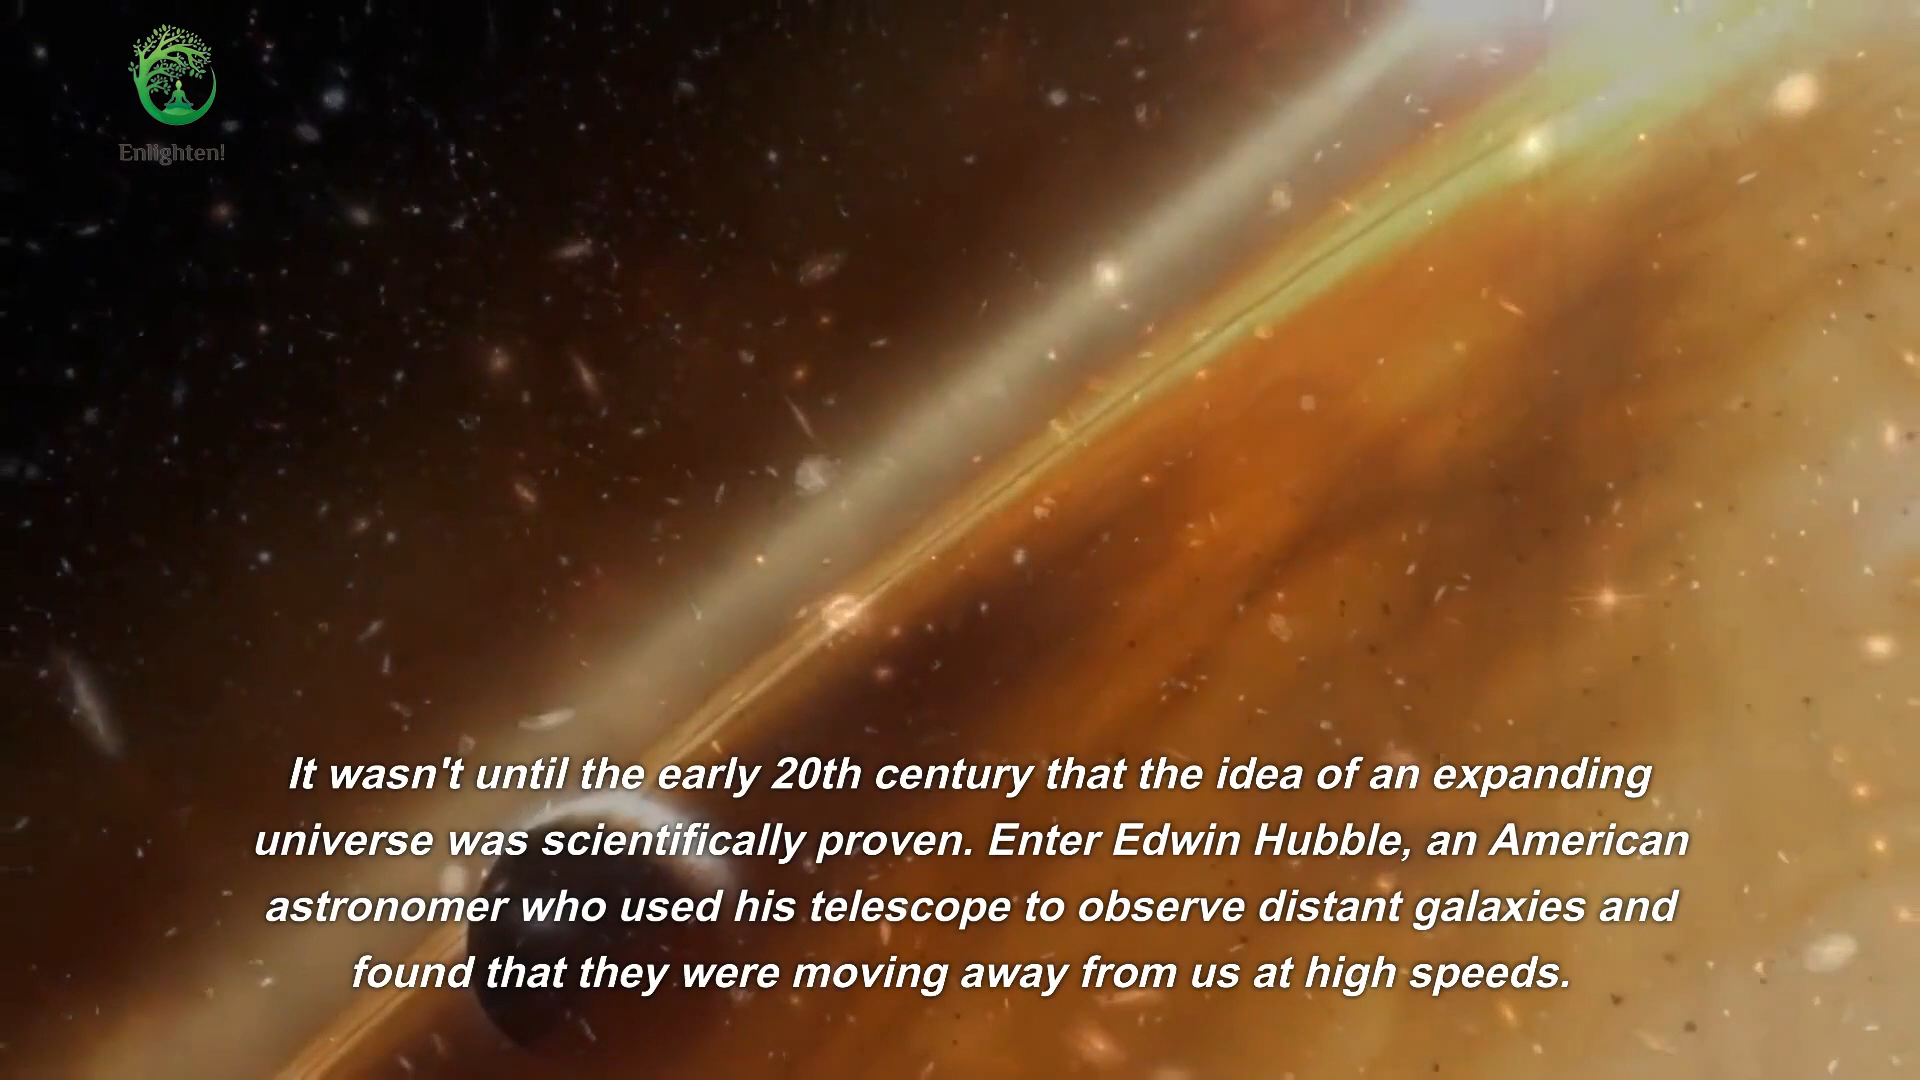 Enlighten!
It wasn't until the early 20th century that the idea of an expanding
universe was scientifically proven. Enter Edwin Hubble, an American
astronomer who used his telescope to observe distant galaxies and
found that they were moving away from us at high speeds.